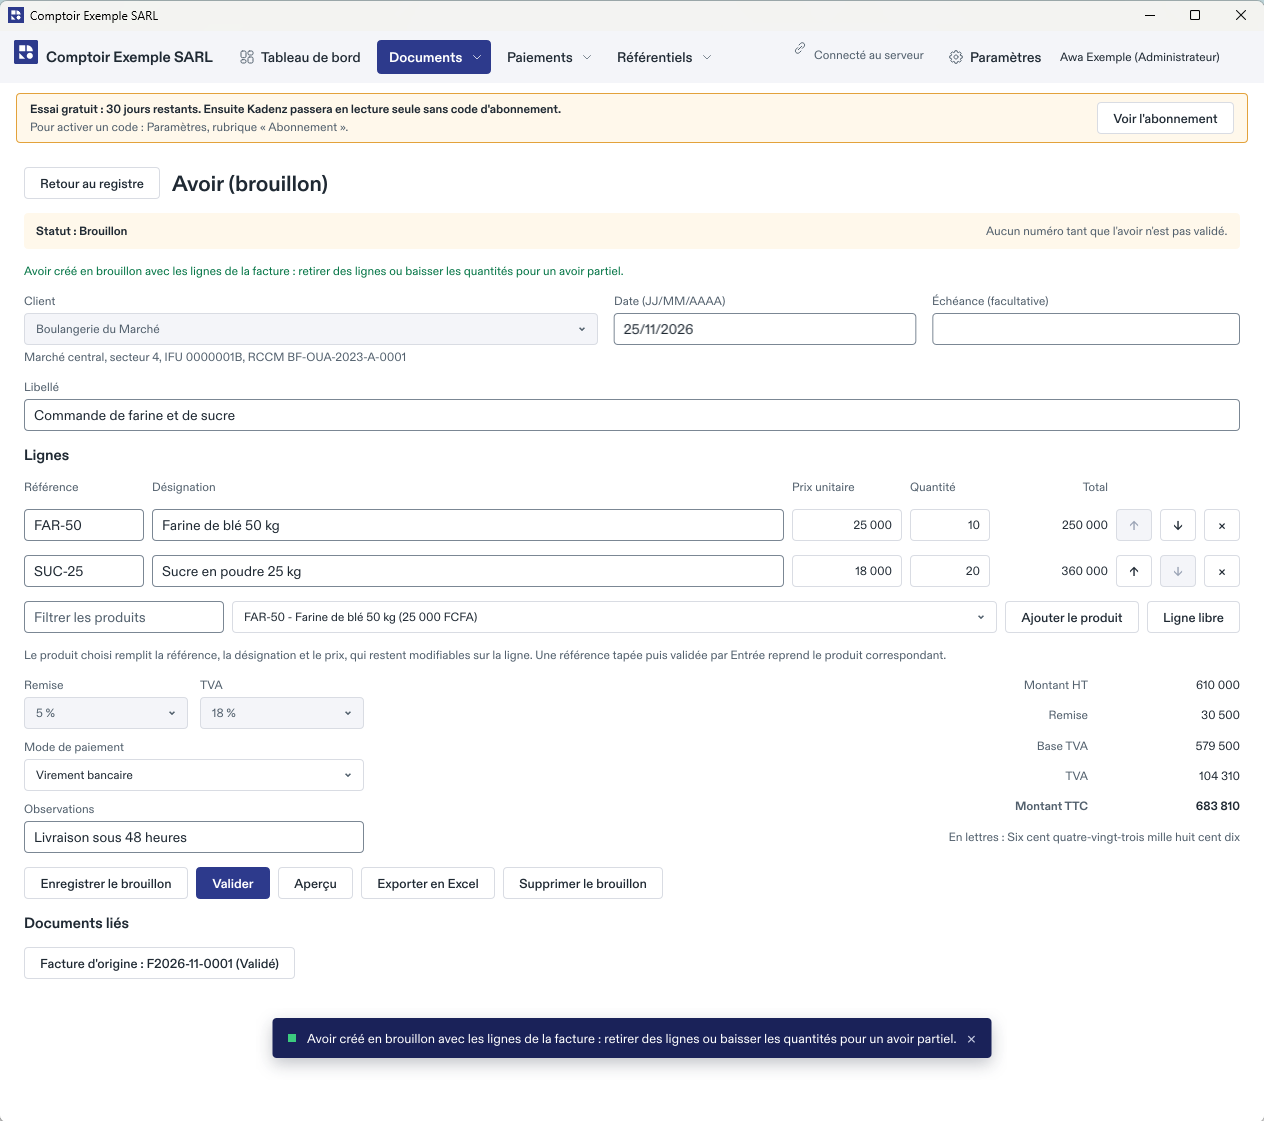 Comptoir Exemple SARL
Comptoir Exemple SARL
Tableau de bord
Documents
Paiements
Référentiels
Connecté au serveur
Paramètres
Awa Exemple (Administrateur)
Essai gratuit : 30 jours restants. Ensuite Kadenz passera en lecture seule sans code d'abonnement.
Pour activer un code : Paramètres, rubrique « Abonnement ».
Voir l'abonnement
Retour au registre
Avoir (brouillon)
Statut : Brouillon
Aucun numéro tant que l'avoir n'est pas validé.
Avoir créé en brouillon avec les lignes de la facture : retirer des lignes ou baisser les quantités pour un avoir partiel.
Client
Date (JJ/MM/AAAA)
Échéance (facultative)
Boulangerie du Marché
25/11/2026
Marché central, secteur 4, IFU 0000001B, RCCM BF-OUA-2023-A-0001
Libellé
Commande de farine et de sucre
Lignes
Référence
Désignation
Prix unitaire
Quantité
Total
FAR-50
Farine de blé 50 kg
25 000
10
250 000
SUC-25
Sucre en poudre 25 kg
18 000
20
360 000
Filtrer les produits
FAR-50 - Farine de blé 50 kg (25 000 FCFA)
Ajouter le produit
Ligne libre
Le produit choisi remplit la référence, la désignation et le prix, qui restent modifiables sur la ligne. Une référence tapée puis validée par Entrée reprend le produit correspondant.
Remise
TVA
5 %
18 %
Mode de paiement
Virement bancaire
Observations
Livraison sous 48 heures
Montant HT 610 000
Remise 30 500
Base TVA 579 500
TVA 104 310
Montant TTC 683 810
En lettres : Six cent quatre-vingt-trois mille huit cent dix
Enregistrer le brouillon
Valider
Aperçu
Exporter en Excel
Supprimer le brouillon
Documents liés
Facture d'origine : F2026-11-0001 (Validé)
Avoir créé en brouillon avec les lignes de la facture : retirer des lignes ou baisser les quantités pour un avoir partiel.